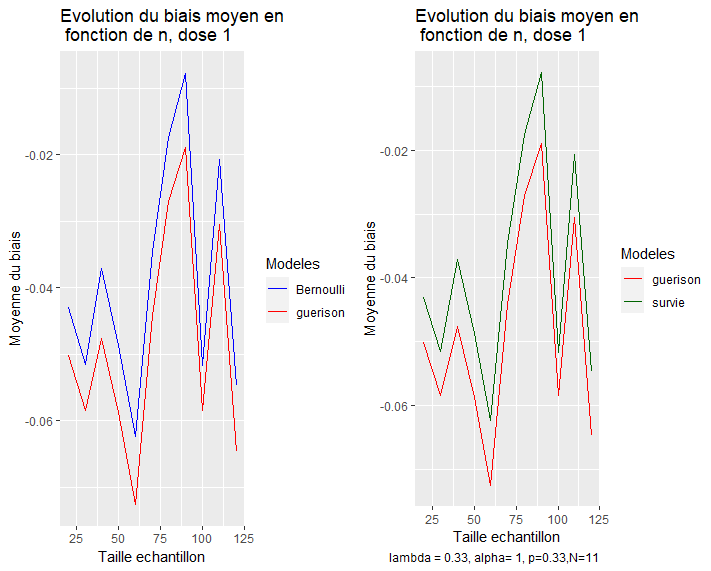 Evolution du biais moyen en
fonction de n, dose 1
Moyenne du biais
-0.02
-0.04
-0.06
25
50
75
100
125
Taille echantillon
Modeles
Bernoulli
guerison
Evolution du biais moyen en
fonction de n, dose 1
Moyenne du biais
-0.02
-0.04
-0.06
25
50
75
100
125
Taille echantillon
Modeles
guerison
survie
lambda = 0.33, alpha= 1, p=0.33,N=11